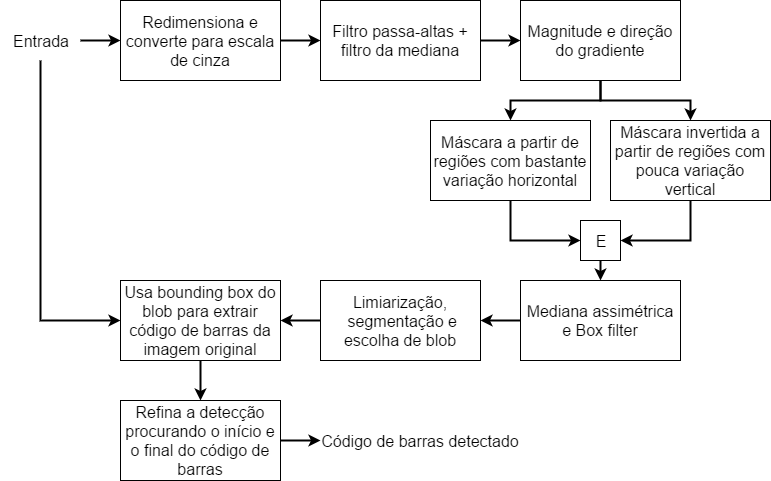 Entrada
Redimensiona e
converte para escala
de cinza
Filtro passa-altas +
filtro da mediana
Magnitude e direção
do gradiente
Máscara a partir de
regiões com bastante
variação horizontal
Máscara invertida a
partir de regiões com
pouca variação
vertical
E
Mediana assimétrica
e Box filter
Limiarização,
segmentação e
escolha de blob
Usa bounding box do
blob para extrair
código de barras da
imagem original
Refina a detecção
procurando o início e
o final do código de
barras
Código de barras detectado